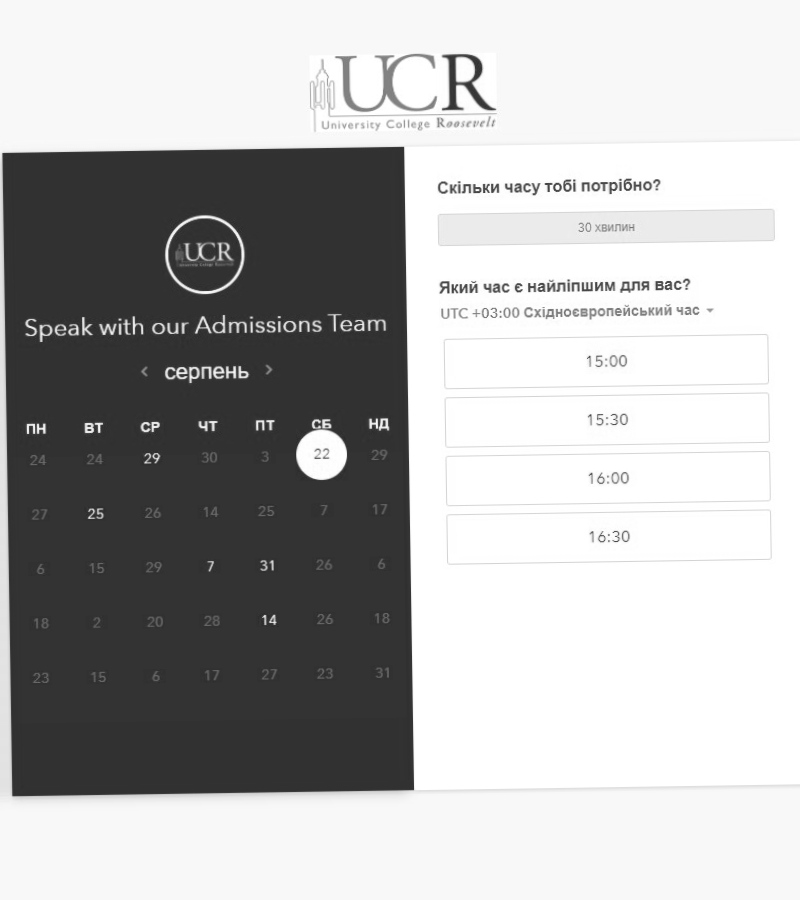 UCR
University College Roosevelt
UCR
University College Roosevelt
Speak with our Admissions Team
серпень
ПН ВТ СР ЧТ ПТ СБ НД
24 24 29 30 3 22 29
27 25 26 14 25 7 17
6 15 29 7 31 26 6
18 2 20 28 14 26 18
23 15 6 17 27 23 31
Скільки часу тобі потрібно?
30 хвилин
Який час є найліпшим для вас?
UTC +03:00 Східноєвропейський час
15:00
15:30
16:00
16:30